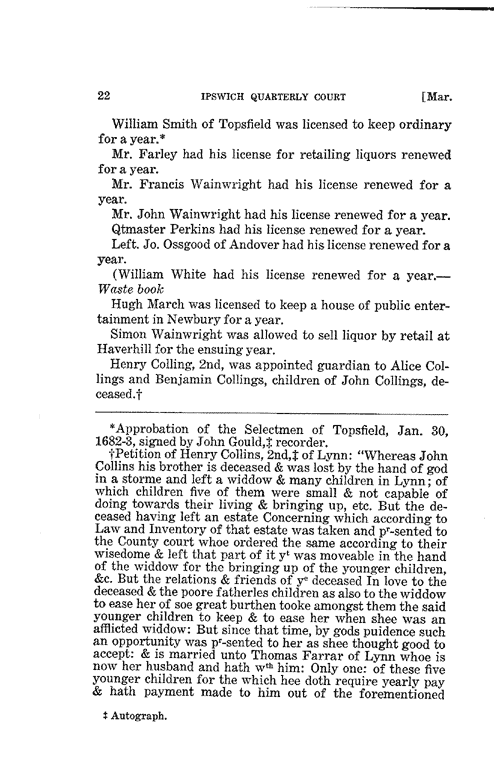 22 IPSWICH QUARTERLY COURT [Mar.
William Smith of Topsfield was licensed to keep ordinary
for a year.*
Mr. Farley had his license for retailing liquors renewed
for a year.
Mr. Francis Wainwright had his license renewed for a
year.
Mr. John Wainwright had his license renewed for a year.
Qtmaster Perkins had his license renewed for a year.
Left. Jo. Ossgood of Andover had his license renewed for a
year.
(William White had his license renewed for a year.—
Waste book
Hugh March was licensed to keep a house of public enter-
tainment in Newbury for a year.
Simon Wainwright was allowed to sell liquor by retail at
Haverhill for the ensuing year.
Henry Colling, 2nd, was appointed guardian to Alice Col-
lings and Benjamin Collings, children of John Collings, de-
ceased.†
*Approbation of the Selectmen of Topsfield, Jan. 30,
1682-3, signed by John Gould,‡ recorder.
†Petition of Henry Collins, 2nd,‡ of Lynn: "Whereas John
Collins his brother is deceased & was lost by the hand of god
in a storme and left a widdow & many children in Lynn; of
which children five of them were small & not capable of
doing towards their living & bringing up, etc. But the de-
ceased having left an estate Concerning which according to
Law and Inventory of that estate was taken and pr-sented to
the County court whoe ordered the same according to their
wisedome & left that part of it yt was moveable in the hand
of the widdow for the bringing up of the younger children,
&c. But the relations & friends of ye deceased In love to the
deceased & the poore fatherles children as also to the widdow
to ease her of soe great burthen tooke amongst them the said
younger children to keep & to ease her when shee was an
afflicted widdow: But since that time, by gods puidence such
an opportunity was pr-sented to her as shee thought good to
accept: & is married unto Thomas Farrar of Lynn whoe is
now her husband and hath wth him: Only one: of these five
younger children for the which hee doth require yearly pay
& hath payment made to him out of the forementioned
‡ Autograph.